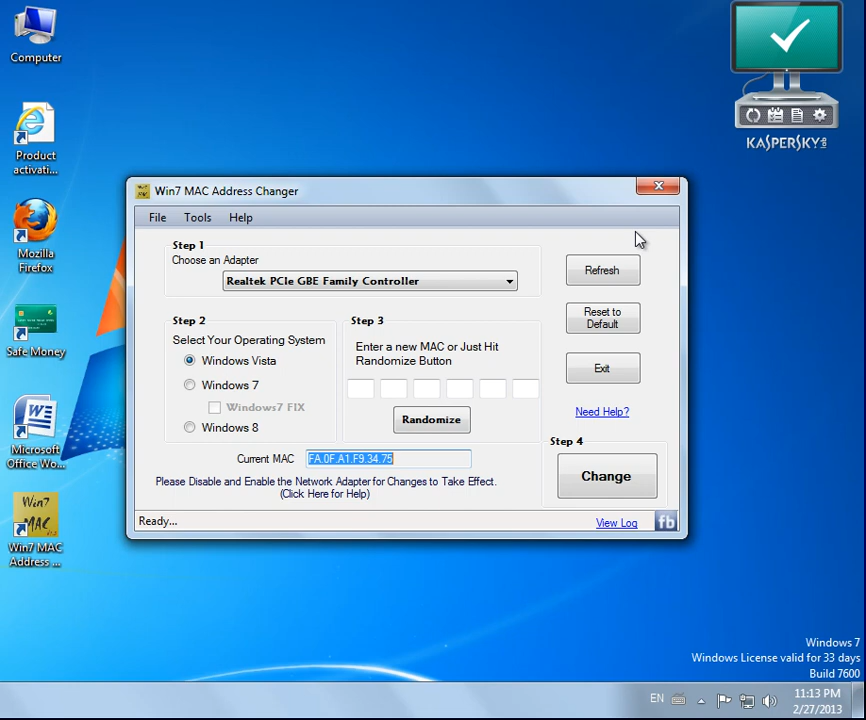 Computer
Product
activati...
Mozilla
Firefox
Safe Money
Microsoft
Office Wo...
Win7
MAC
Win7 MAC
Address ...
KASPERSKY
Win7 MAC Address Changer
File Tools Help
Step 1
Choose an Adapter
Realtek PCIe GBE Family Controller
Refresh
Reset to
Default
Exit
Need Help?
Step 2
Select Your Operating System
Windows Vista
Windows 7
Windows7 FIX
Windows 8
Step 3
Enter a new MAC or Just Hit
Randomize Button
Randomize
Step 4
Change
Current MAC FA.0F.A1.F9.34.75
Please Disable and Enable the Network Adapter for Changes to Take Effect.
(Click Here for Help)
Ready...
View Log
fb
Windows 7
Windows License valid for 33 days
Build 7600
EN
11:13 PM
2/27/2013